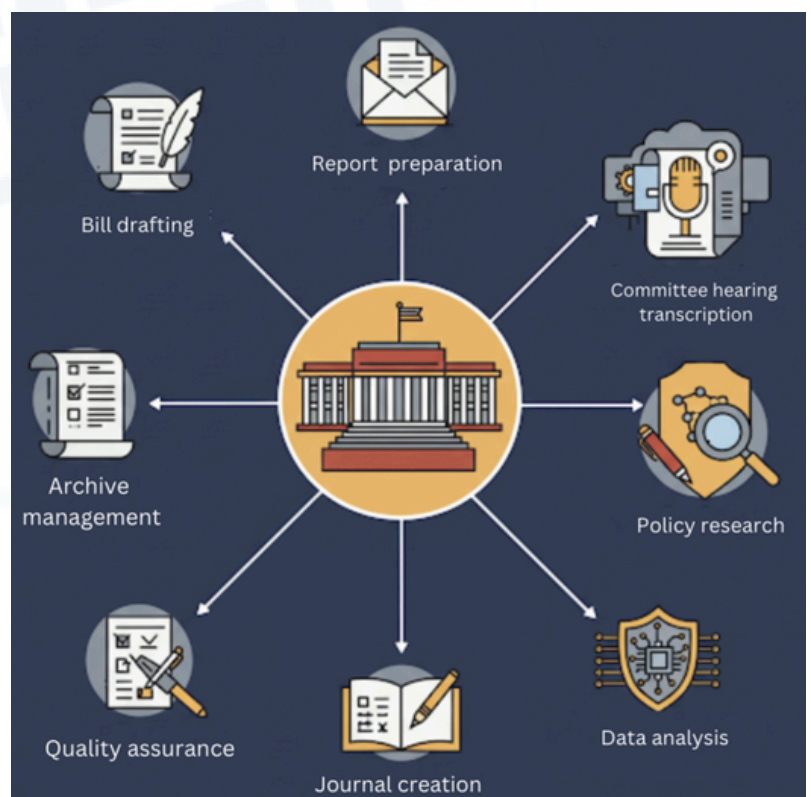 Report preparation
Bill drafting
Committee hearing
transcription
Archive
management
Policy research
Quality assurance
Data analysis
Journal creation